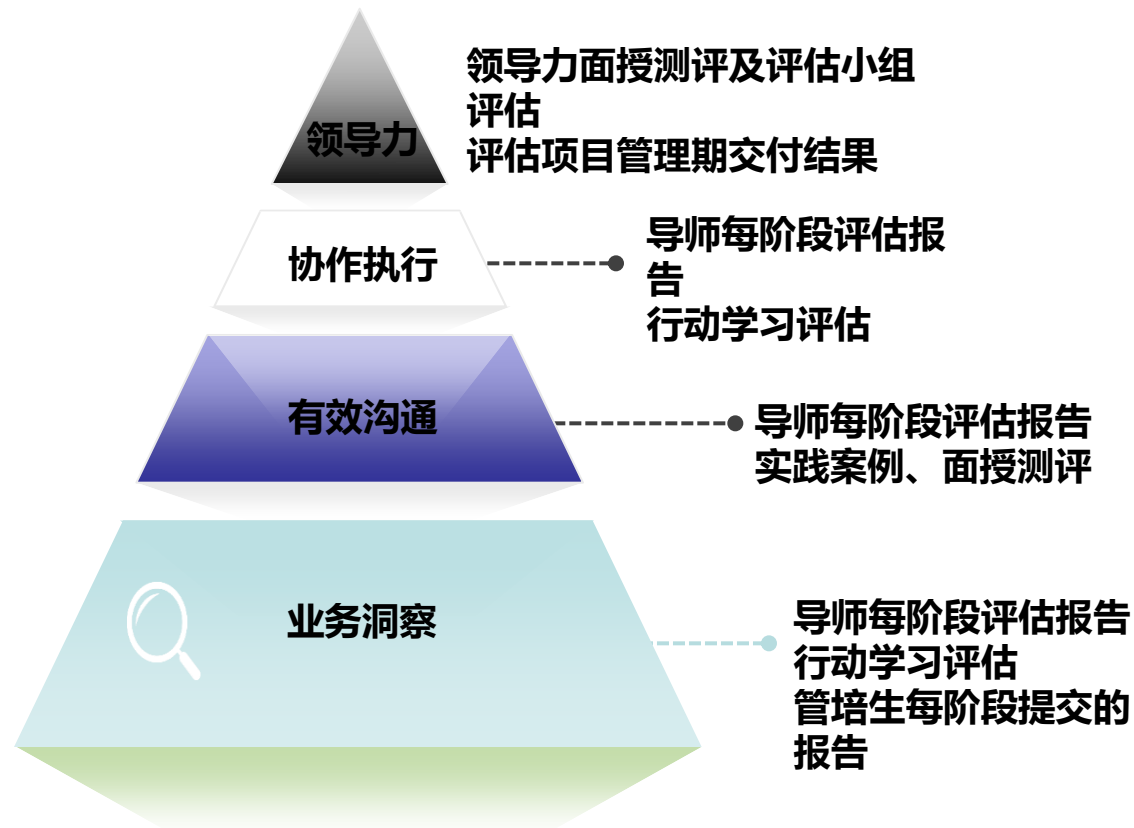 领导力
领导力面授测评及评估小组
评估
评估项目管理期交付结果
协作执行
导师每阶段评估报
告
行动学习评估
有效沟通
导师每阶段评估报告
实践案例、面授测评
业务洞察
导师每阶段评估报告
行动学习评估
管培生每阶段提交的
报告